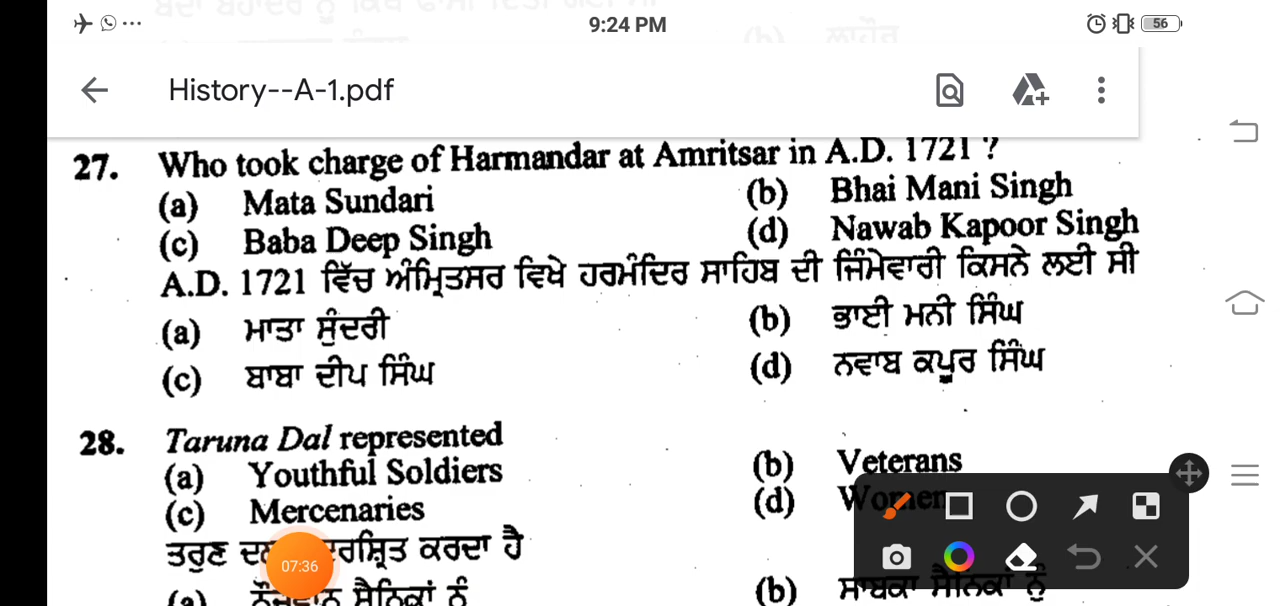 9:24 PM
56
History--A-1.pdf
27. Who took charge of Harmandar at Amritsar in A.D. 1721 ?
(a) Mata Sundari (b) Bhai Mani Singh
(c) Baba Deep Singh (d) Nawab Kapoor Singh
A.D. 1721 ਵਿੱਚ ਅੰਮ੍ਰਿਤਸਰ ਵਿਖੇ ਹਰਮੰਦਿਰ ਸਾਹਿਬ ਦੀ ਜਿੰਮੇਵਾਰੀ ਕਿਸਨੇ ਲਈ ਸੀ
(a) ਮਾਤਾ ਸੁੰਦਰੀ (b) ਭਾਈ ਮਨੀ ਸਿੰਘ
(c) ਬਾਬਾ ਦੀਪ ਸਿੰਘ (d) ਨਵਾਬ ਕਪੂਰ ਸਿੰਘ
28. Taruna Dal represented
(a) Youthful Soldiers (b) Veterans
(c) Mercenaries (d) Women
ਤਰੁਣ ਕਰਦਾ ਹੈ
07:36
(a) ਸੈਨਿਕਾਂ ਨੂੰ (b) ਸਾਬਕਾ ਸੈਨਿਕਾਂ ਨੂੰ